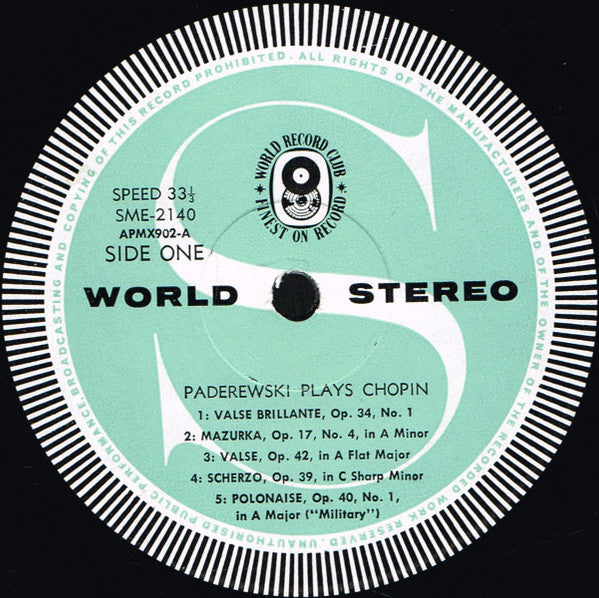 UNAUTHORISED PUBLIC PERFORMANCE, BROADCASTING AND COPYING OF THIS RECORD PROHIBITED. ALL RIGHTS OF THE MANUFACTURERS AND OF THE OWNER OF THE RECORDED WORK RESERVED.
WORLD RECORD CLUB
FINEST ON RECORD
SPEED 33⅓
SME-2140
APMX902-A
SIDE ONE
S
WORLD STEREO
PADEREWSKI PLAYS CHOPIN
1: VALSE BRILLANTE, Op. 34, No. 1
2: MAZURKA, Op. 17, No. 4, in A Minor
3: VALSE, Op. 42, in A Flat Major
4: SCHERZO, Op. 39, in C Sharp Minor
5: POLONAISE, Op. 40, No. 1,
in A Major ("Military")